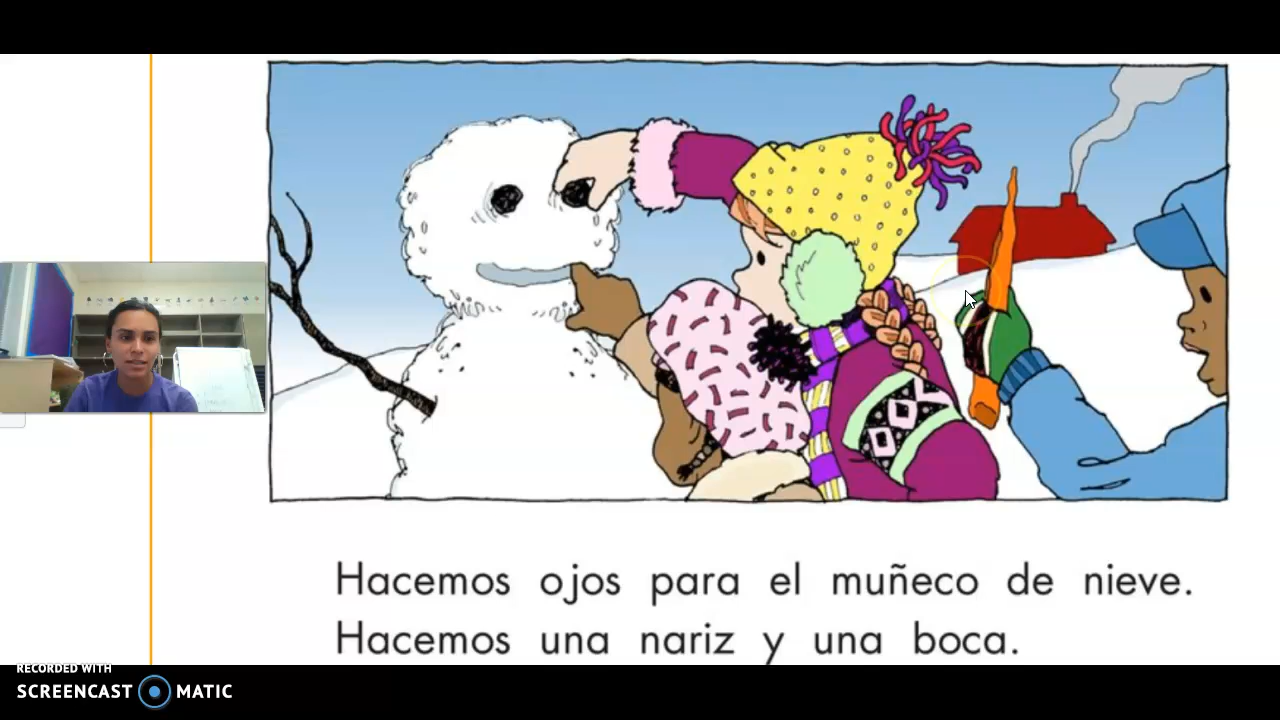 Hacemos ojos para el muñeco de nieve.
Hacemos una nariz y una boca.
RECORDED WITH
SCREENCAST MATIC